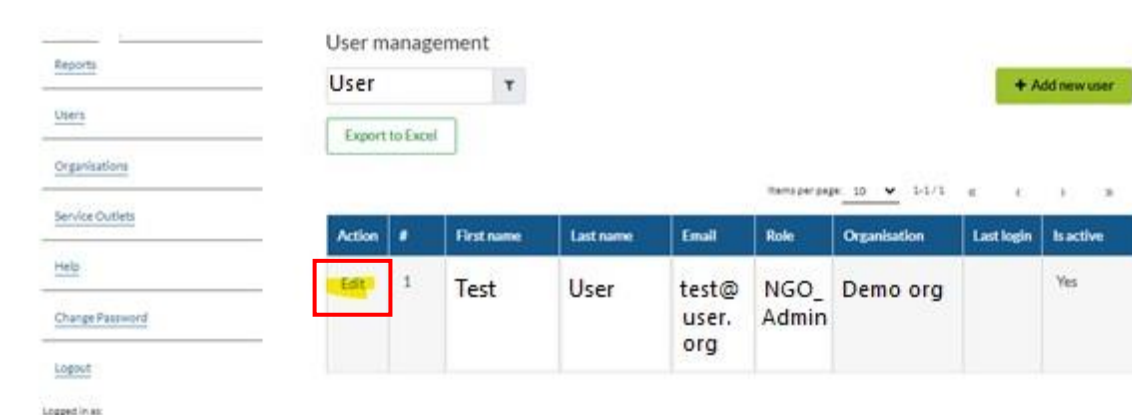 Reports
Users
Organisations
Service Outlets
Help
Change Password
Logout
Logged in as:
User management
User
+ Add new user
Export to Excel
Items per page: 10 1-1 / 1 « ‹ › »
Action # First name Last name Email Role Organisation Last login Is active
Edit 1 Test User test@ NGO_ Demo org Yes
user. Admin
org